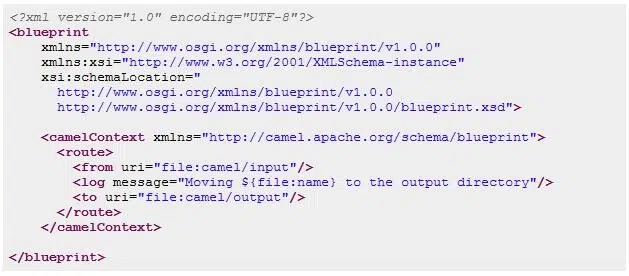 <?xml version="1.0" encoding="UTF-8"?>
<blueprint
xmlns="http://www.osgi.org/xmlns/blueprint/v1.0.0"
xmlns:xsi="http://www.w3.org/2001/XMLSchema-instance"
xsi:schemaLocation="
http://www.osgi.org/xmlns/blueprint/v1.0.0
http://www.osgi.org/xmlns/blueprint/v1.0.0/blueprint.xsd">
<camelContext xmlns="http://camel.apache.org/schema/blueprint">
<route>
<from uri="file:camel/input"/>
<log message="Moving ${file:name} to the output directory"/>
<to uri="file:camel/output"/>
</route>
</camelContext>
</blueprint>